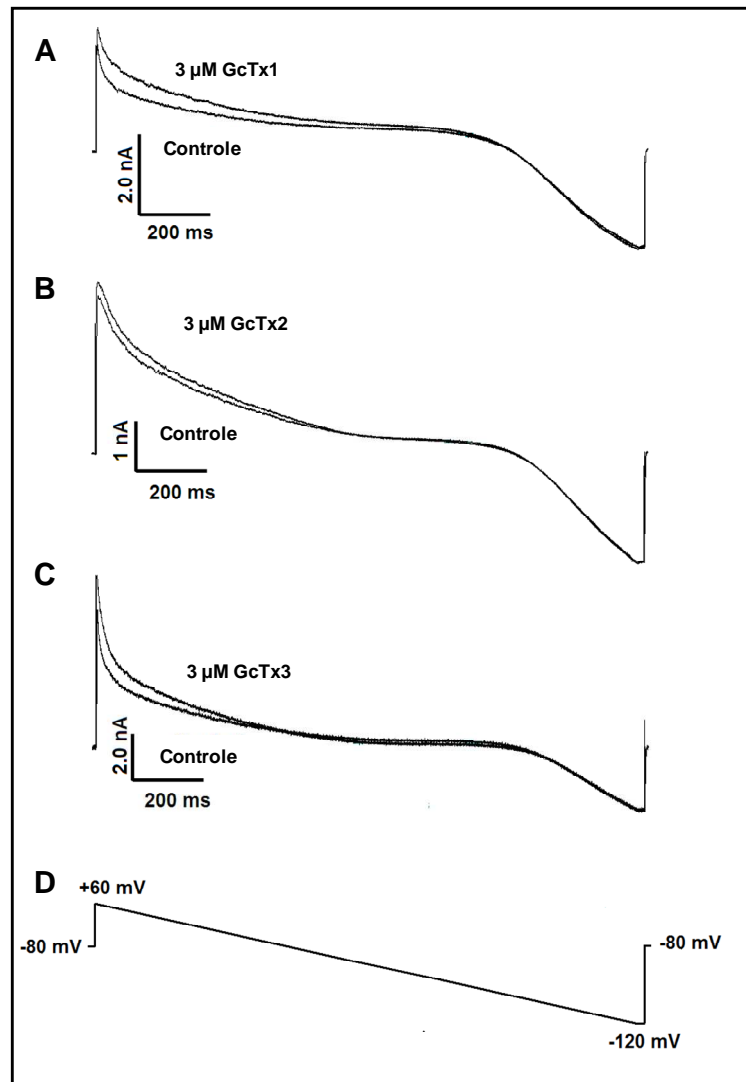 A
3 µM GcTx1
Controle
2.0 nA
200 ms
B
3 µM GcTx2
Controle
1 nA
200 ms
C
3 µM GcTx3
Controle
2.0 nA
200 ms
D
+60 mV
-80 mV
-80 mV
-120 mV